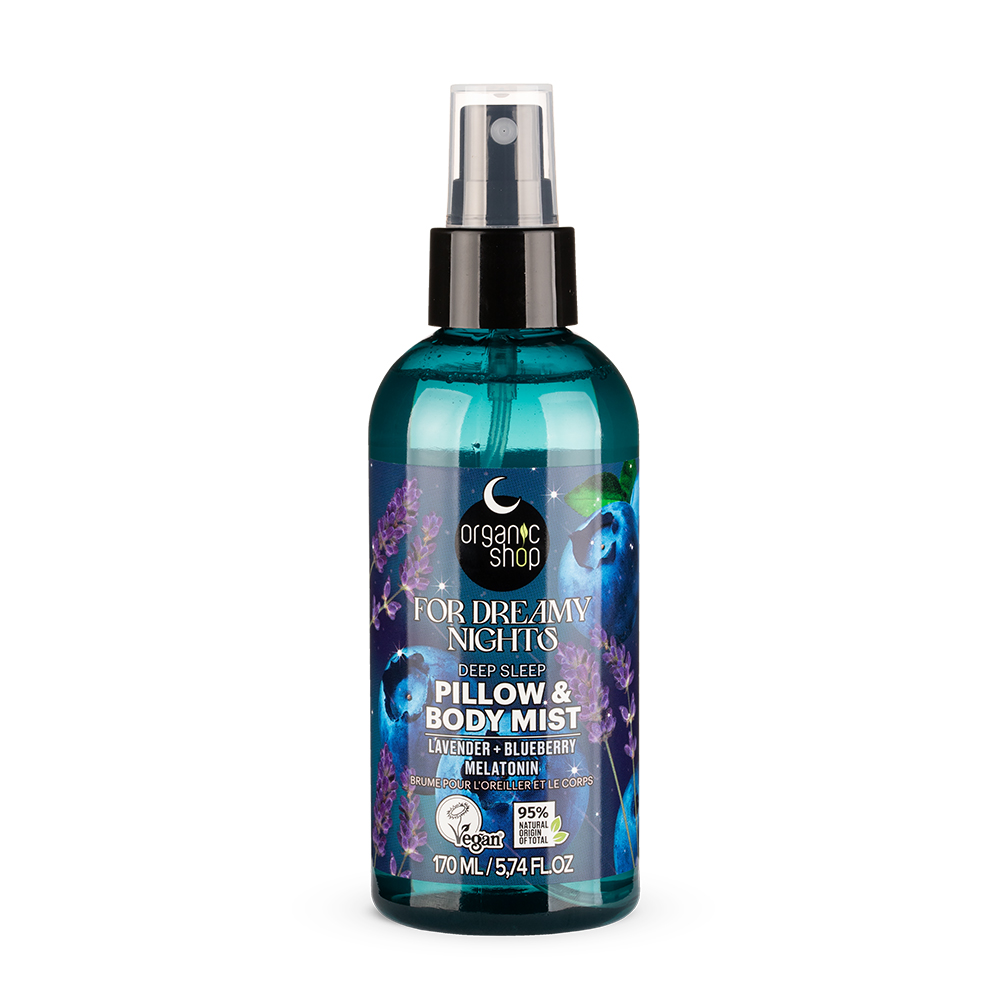 organic
shop
FOR DREAMY
NIGHTS
DEEP SLEEP
PILLOW &
BODY MIST
LAVENDER + BLUEBERRY
MELATONIN
BRUME POUR L'OREILLER ET LE CORPS
Vegan
95%
NATURAL
ORIGIN
OF TOTAL
170 ML / 5,74 FL.OZ